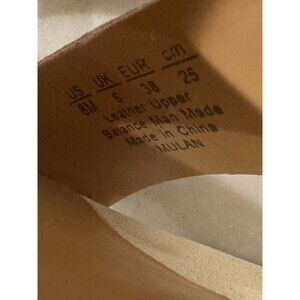 US UK EUR cm
8M 6 38 25
Leather Upper
Balance Man Made
Made in China
MULAN